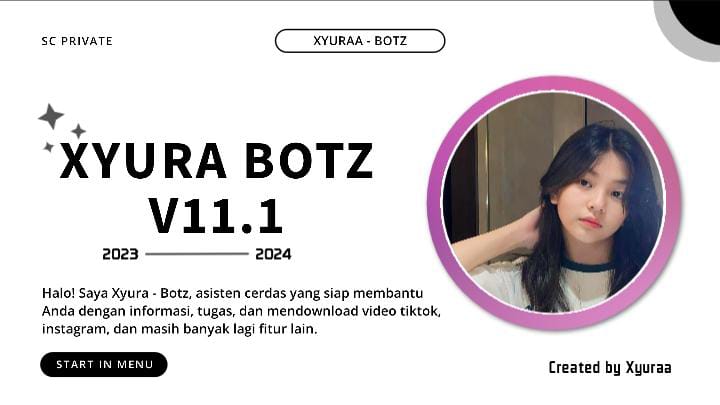 SC PRIVATE
XYURAA - BOTZ
XYURA BOTZ
V11.1
2023 2024
Halo! Saya Xyura - Botz, asisten cerdas yang siap membantu
Anda dengan informasi, tugas, dan mendownload video tiktok,
instagram, dan masih banyak lagi fitur lain.
START IN MENU
Created by Xyuraa